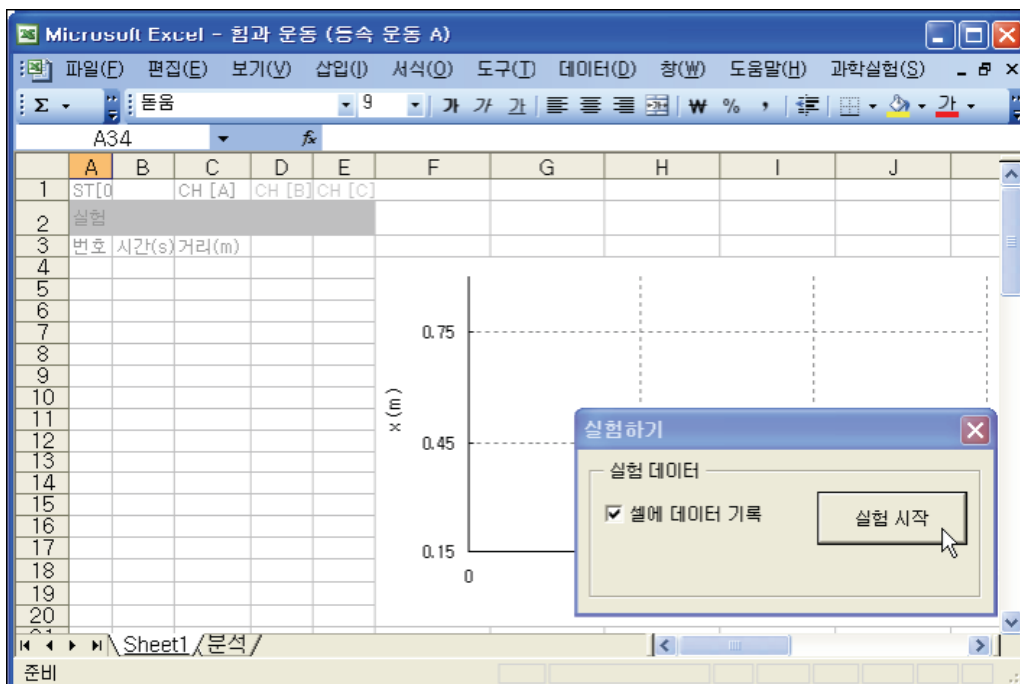 Microsoft Excel - 힘과 운동 (등속 운동 A)
파일(F) 편집(E) 보기(V) 삽입(I) 서식(O) 도구(T) 데이터(D) 창(W) 도움말(H) 과학실험(S)
Σ 돋움 9 가 가 가 ₩ % , 가
A34 fx
A B C D E F G H I J
1 ST[0 CH [A] CH [B] CH [C]
2 실험
3 번호 시간(s) 거리(m)
4
5
6
7
8
9
10
11
12
13
14
15
16
17
18
19
20
0.75
x (m)
0.45
0.15
0
실험하기
실험 데이터
셀에 데이터 기록
실험 시작
Sheet1 분석
준비